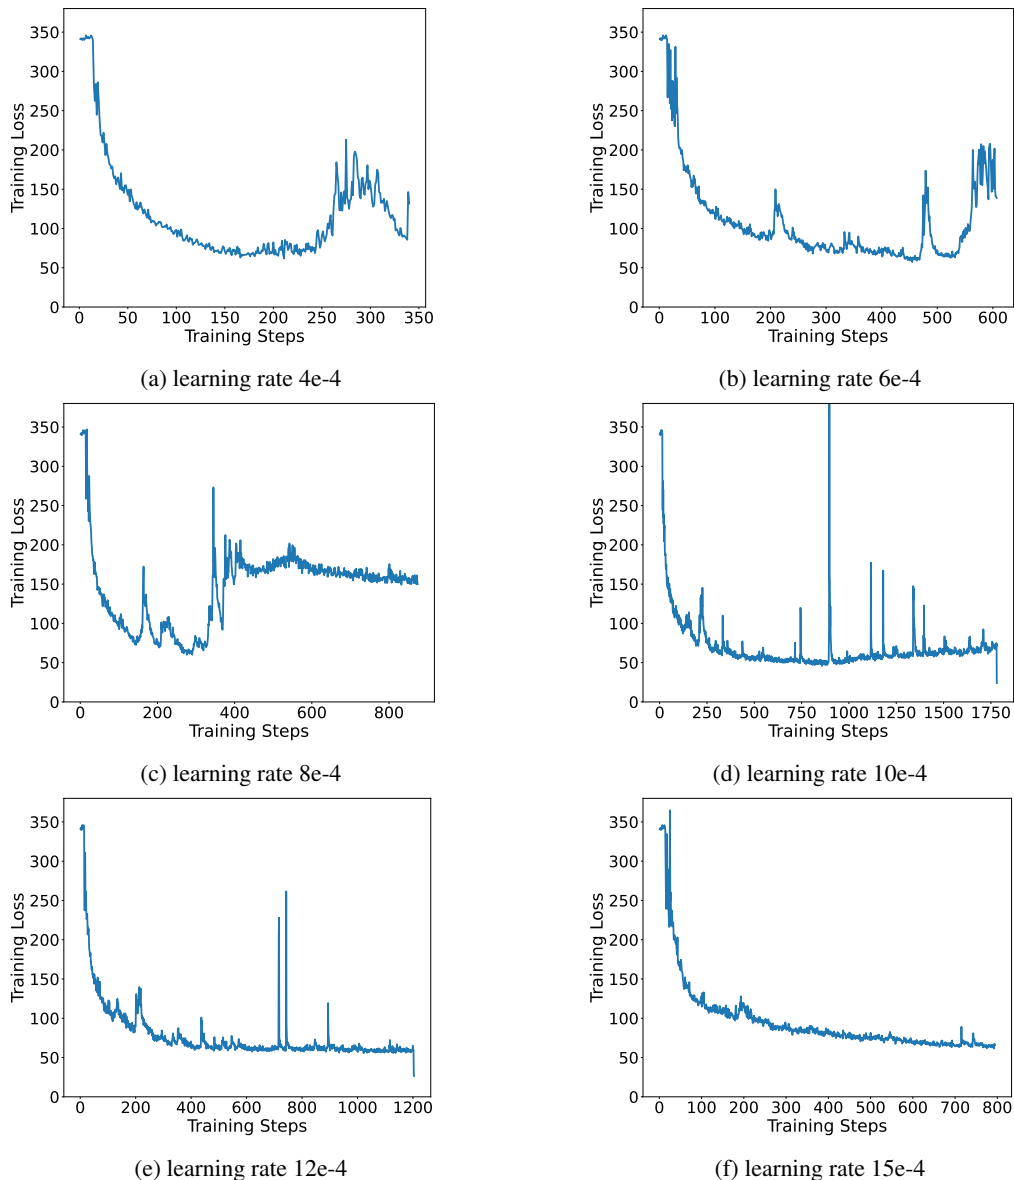 350
300
250
200
150
100
50
0
Training Loss
0 50 100 150 200 250 300 350
Training Steps
(a) learning rate 4e-4
350
300
250
200
150
100
50
0
Training Loss
0 100 200 300 400 500 600
Training Steps
(b) learning rate 6e-4
350
300
250
200
150
100
50
0
Training Loss
0 200 400 600 800
Training Steps
(c) learning rate 8e-4
350
300
250
200
150
100
50
0
Training Loss
0 250 500 750 1000 1250 1500 1750
Training Steps
(d) learning rate 10e-4
350
300
250
200
150
100
50
0
Training Loss
0 200 400 600 800 1000 1200
Training Steps
(e) learning rate 12e-4
350
300
250
200
150
100
50
0
Training Loss
0 100 200 300 400 500 600 700 800
Training Steps
(f) learning rate 15e-4